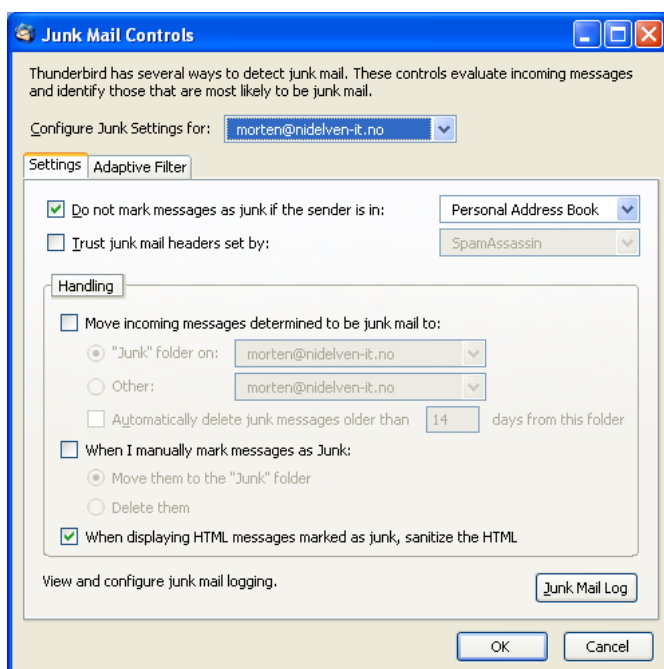 Junk Mail Controls
Thunderbird has several ways to detect junk mail. These controls evaluate incoming messages
and identify those that are most likely to be junk mail.
Configure Junk Settings for: morten@nidelven-it.no
Settings Adaptive Filter
Do not mark messages as junk if the sender is in: Personal Address Book
Trust junk mail headers set by: SpamAssassin
Handling
Move incoming messages determined to be junk mail to:
"Junk" folder on: morten@nidelven-it.no
Other: morten@nidelven-it.no
Automatically delete junk messages older than 14 days from this folder
When I manually mark messages as Junk:
Move them to the "Junk" folder
Delete them
When displaying HTML messages marked as junk, sanitize the HTML
View and configure junk mail logging. Junk Mail Log
OK Cancel